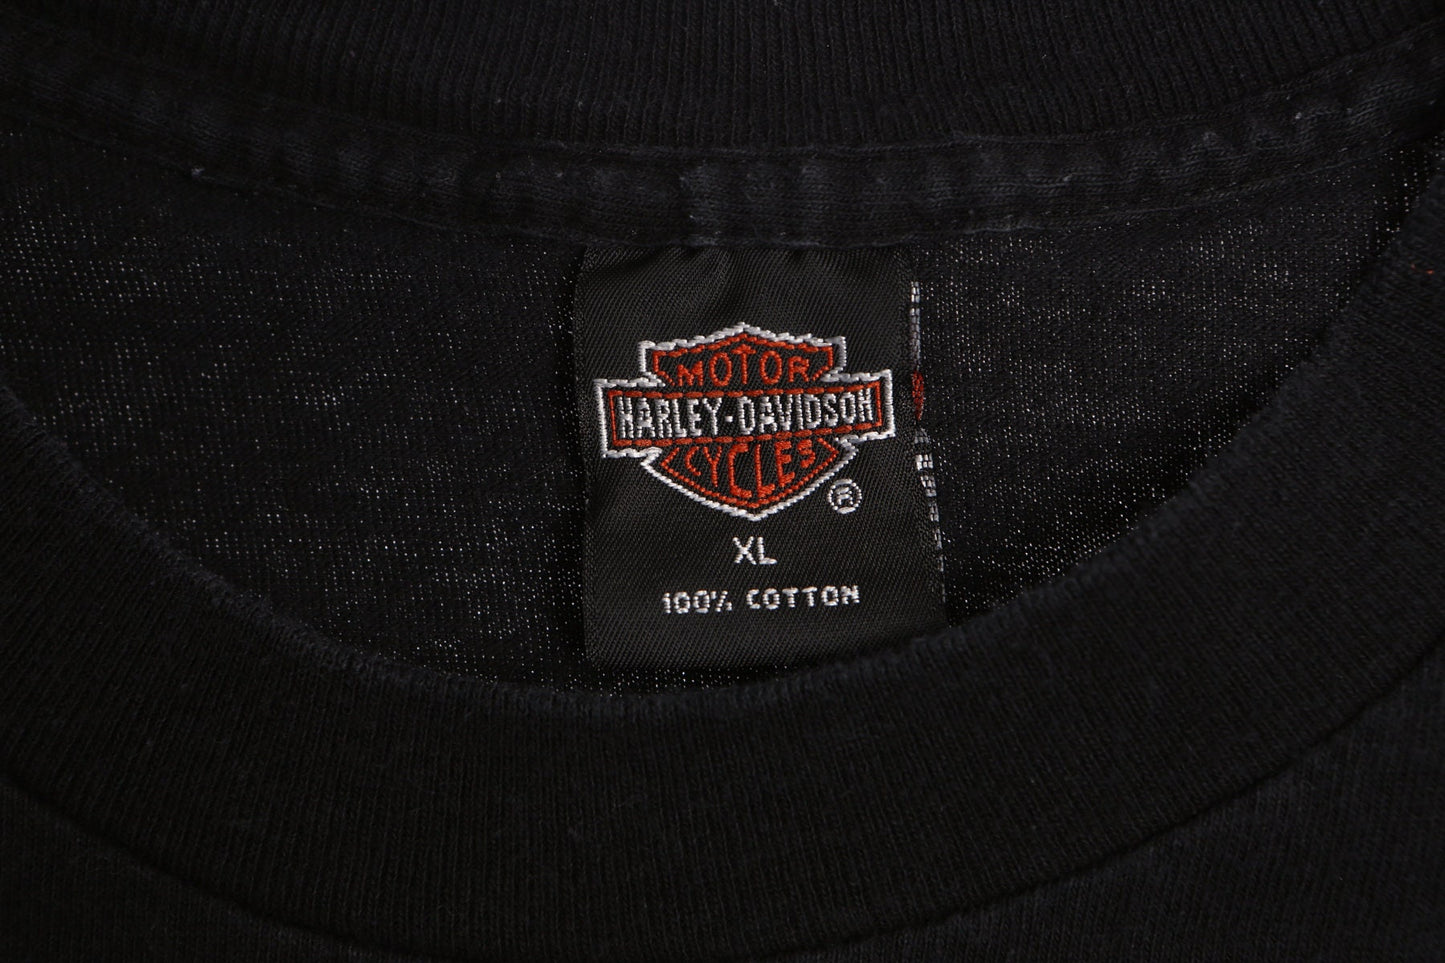 MOTOR
HARLEY-DAVIDSON
CYCLES
®
XL
100% COTTON